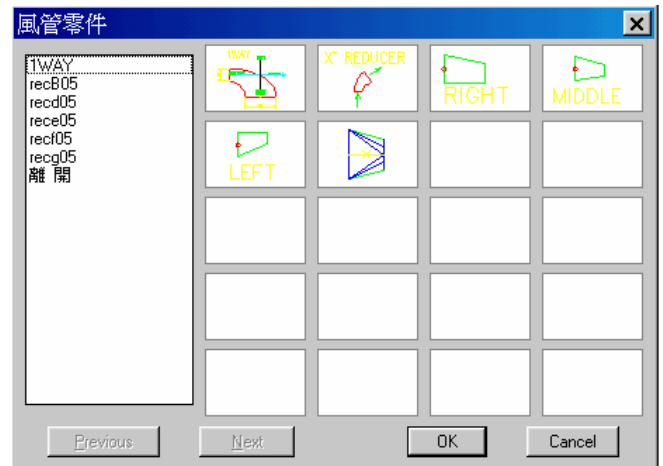 風管零件
1WAY
recB05
recd05
rece05
recf05
recg05
離 開
1WAY
X" REDUCER
RIGHT
MIDDLE
LEFT
Previous
Next
OK
Cancel